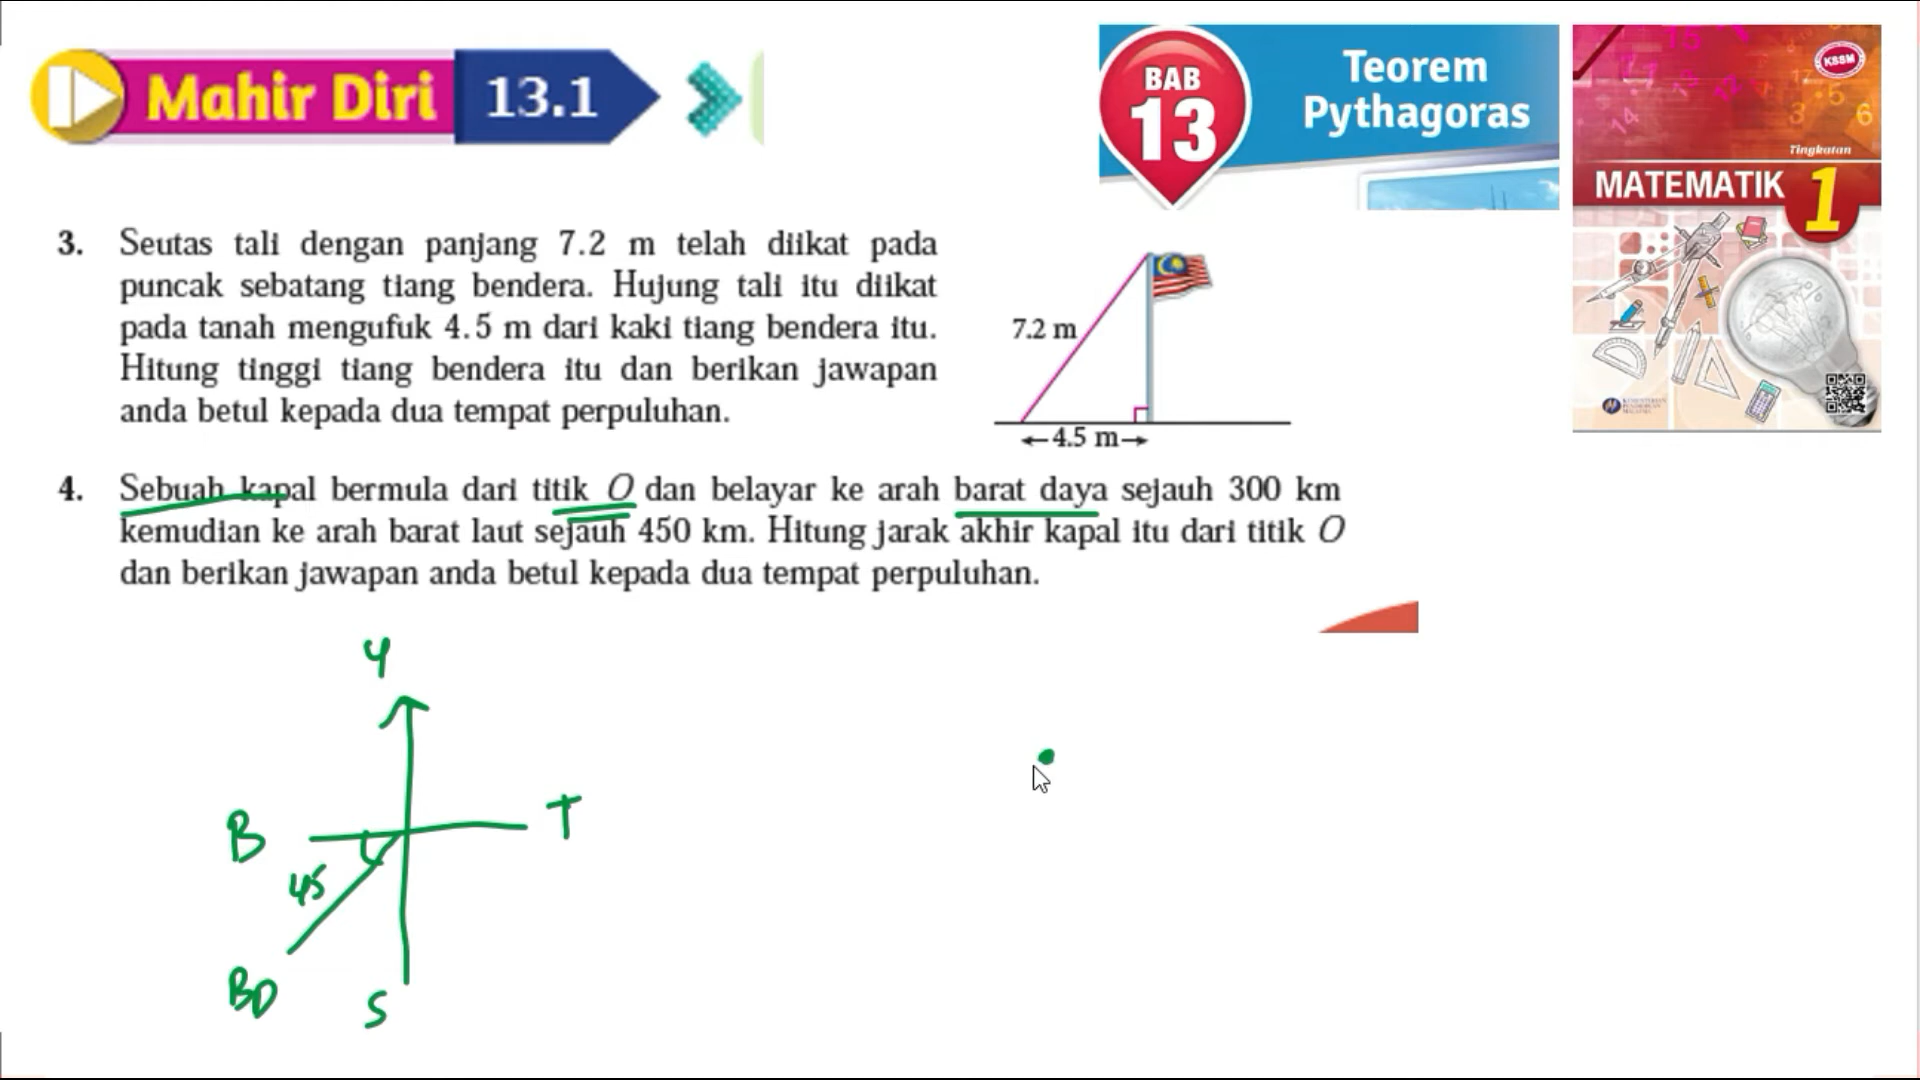 Mahir Diri 13.1
BAB
13
Teorem
Pythagoras
KSSM
Tingkatan
MATEMATIK 1
3. Seutas tali dengan panjang 7.2 m telah diikat pada
puncak sebatang tiang bendera. Hujung tali itu diikat
pada tanah mengufuk 4.5 m dari kaki tiang bendera itu.
Hitung tinggi tiang bendera itu dan berikan jawapan
anda betul kepada dua tempat perpuluhan.
7.2 m
4.5 m
4. Sebuah kapal bermula dari titik O dan belayar ke arah barat daya sejauh 300 km
kemudian ke arah barat laut sejauh 450 km. Hitung jarak akhir kapal itu dari titik O
dan berikan jawapan anda betul kepada dua tempat perpuluhan.
B
T
45
BD
S